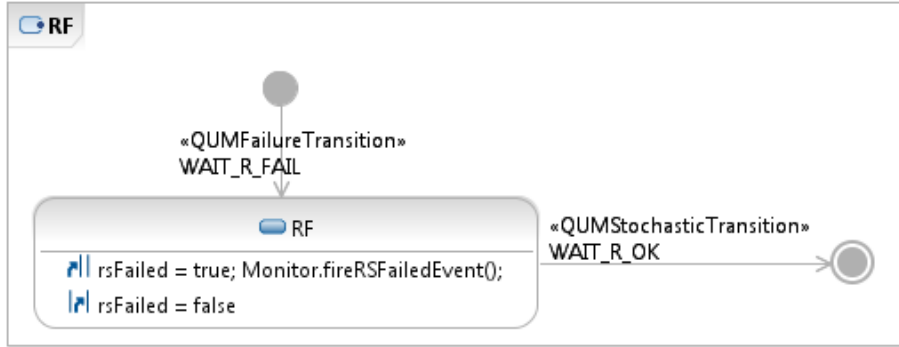 RF
«QUMFailureTransition»
WAIT_R_FAIL
RF
rsFailed = true; Monitor.fireRSFailedEvent();
rsFailed = false
«QUMStochasticTransition»
WAIT_R_OK